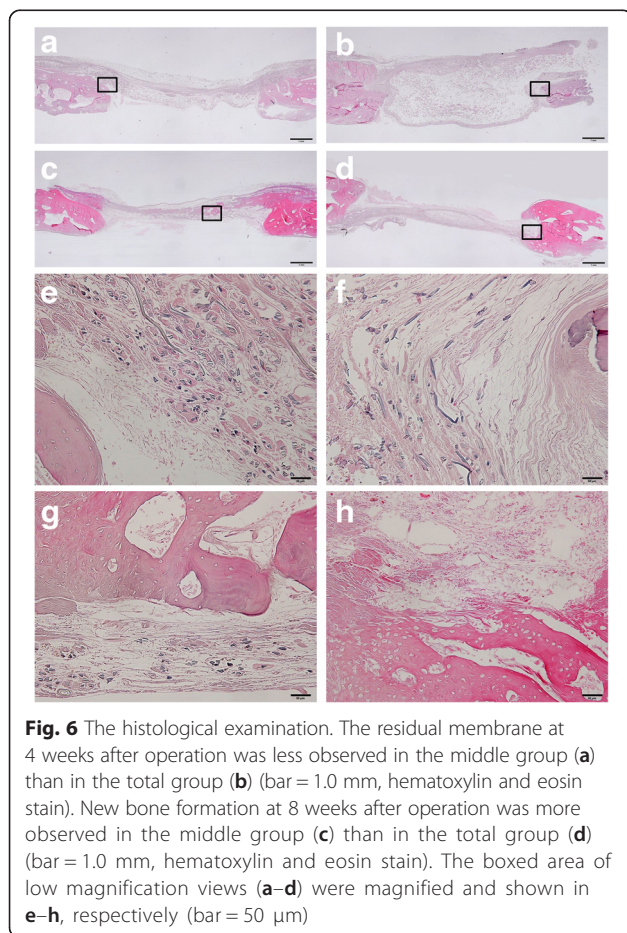 a
b
c
d
e
f
g
h
Fig. 6 The histological examination. The residual membrane at
4 weeks after operation was less observed in the middle group (a)
than in the total group (b) (bar = 1.0 mm, hematoxylin and eosin
stain). New bone formation at 8 weeks after operation was more
observed in the middle group (c) than in the total group (d)
(bar = 1.0 mm, hematoxylin and eosin stain). The boxed area of
low magnification views (a–d) were magnified and shown in
e–h, respectively (bar = 50 μm)